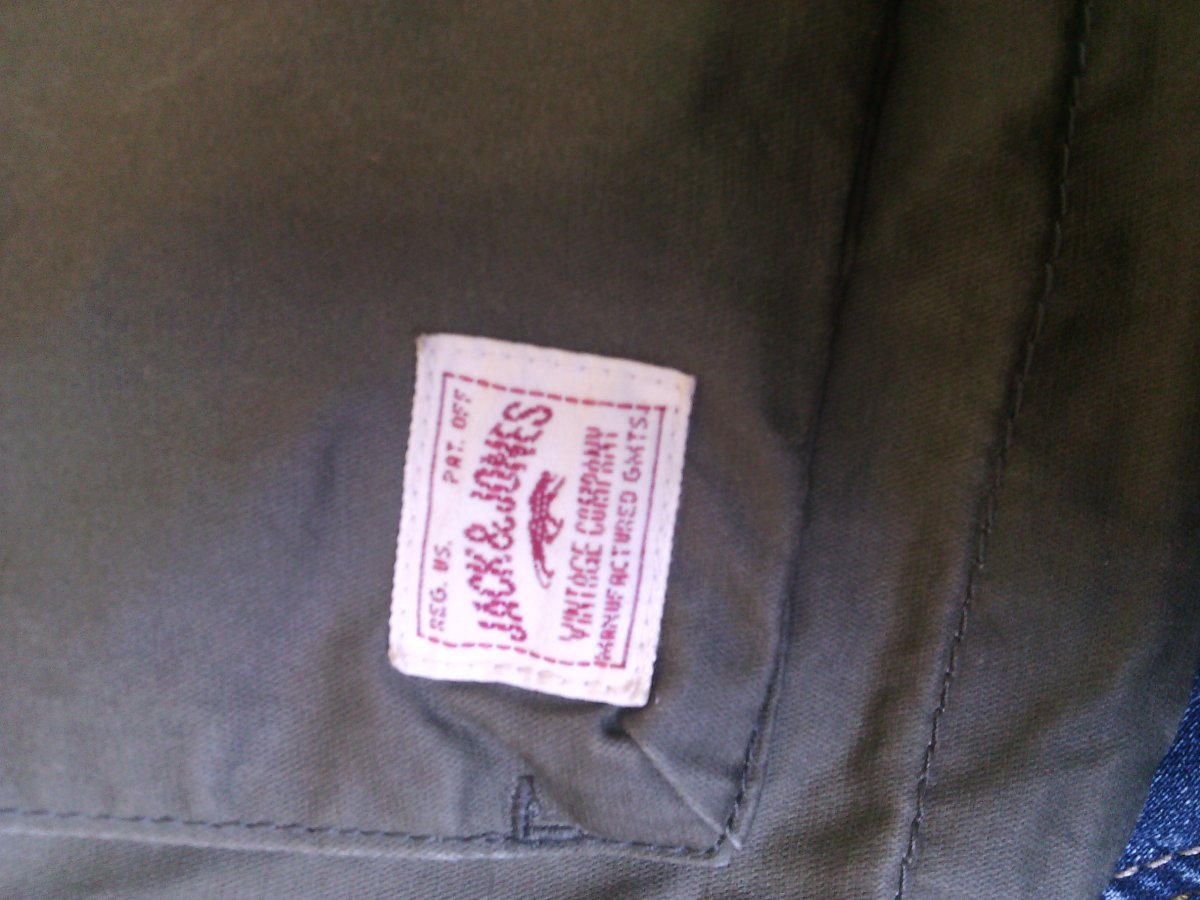 REG. US. PAT. OFF
JACK & JONES
VINTAGE COMPANY
MANUFACTURED GMTS.